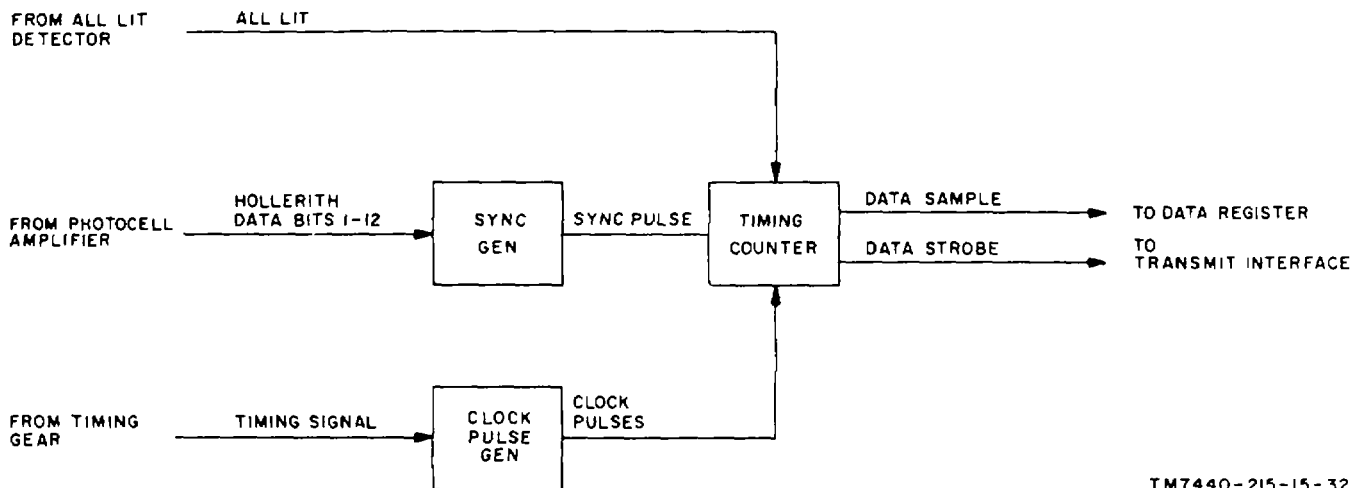 FROM ALL LIT
DETECTOR
ALL LIT
FROM PHOTOCELL
AMPLIFIER
HOLLERITH
DATA BITS 1-12
SYNC
GEN
SYNC PULSE
TIMING
COUNTER
DATA SAMPLE
TO DATA REGISTER
DATA STROBE
TO
TRANSMIT INTERFACE
FROM TIMING
GEAR
TIMING SIGNAL
CLOCK
PULSE
GEN
CLOCK
PULSES
TM7440-215-15-32